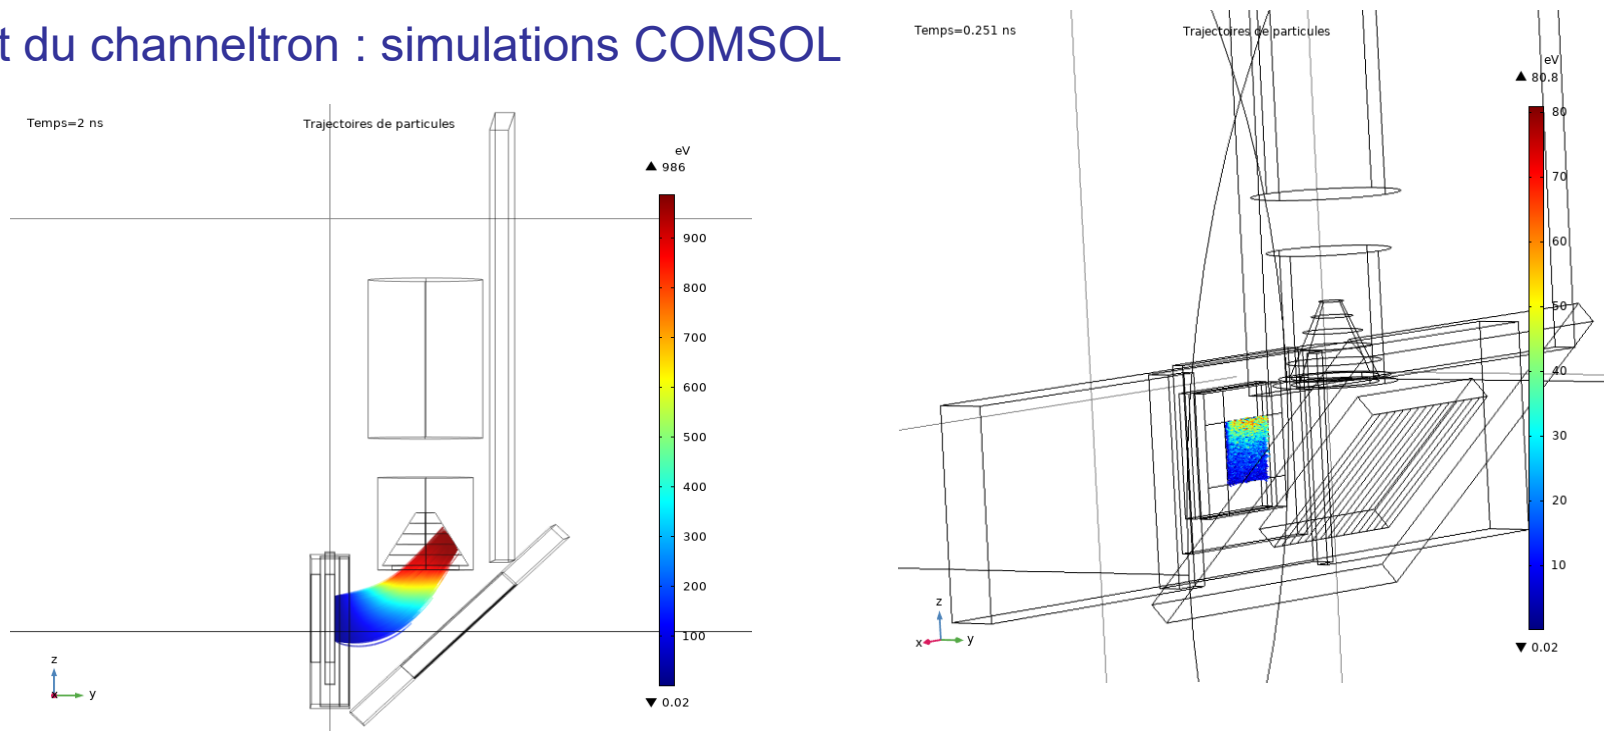 t du channeltron : simulations COMSOL
Temps=2 ns
Trajectoires de particules
eV
▲ 986
900
800
700
600
500
400
300
200
100
▼ 0.02
z
x
y
Temps=0.251 ns
Trajectoires de particules
eV
▲ 80.8
80
70
60
50
40
30
20
10
▼ 0.02
z
x
y